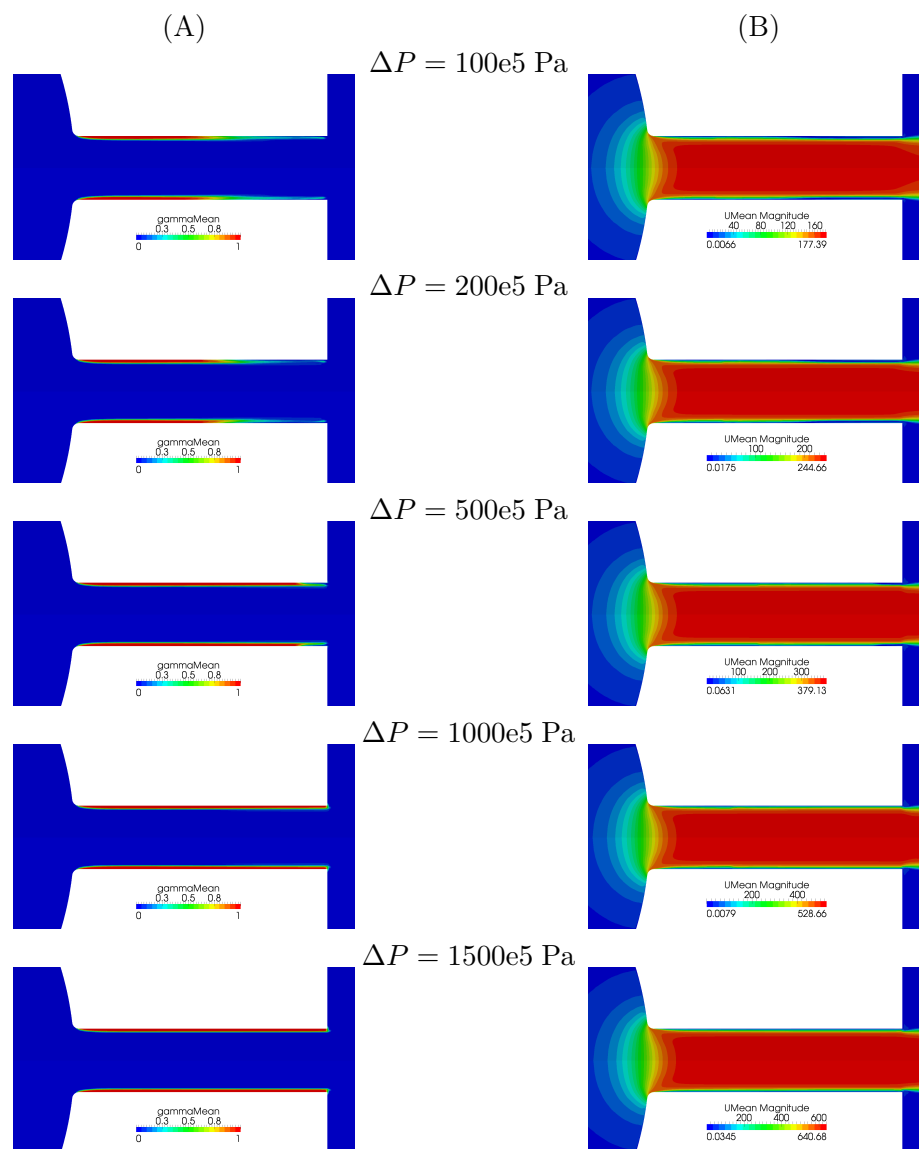 (A) (B)
ΔP = 100e5 Pa
gammaMean
0.3 0.5 0.8
0 1
UMean Magnitude
40 80 120 160
0.0066 177.39
ΔP = 200e5 Pa
gammaMean
0.3 0.5 0.8
0 1
UMean Magnitude
100 200
0.0175 244.66
ΔP = 500e5 Pa
gammaMean
0.3 0.5 0.8
0 1
UMean Magnitude
100 200 300
0.0631 379.13
ΔP = 1000e5 Pa
gammaMean
0.3 0.5 0.8
0 1
UMean Magnitude
200 400
0.0079 528.66
ΔP = 1500e5 Pa
gammaMean
0.3 0.5 0.8
0 1
UMean Magnitude
200 400 600
0.0345 640.68